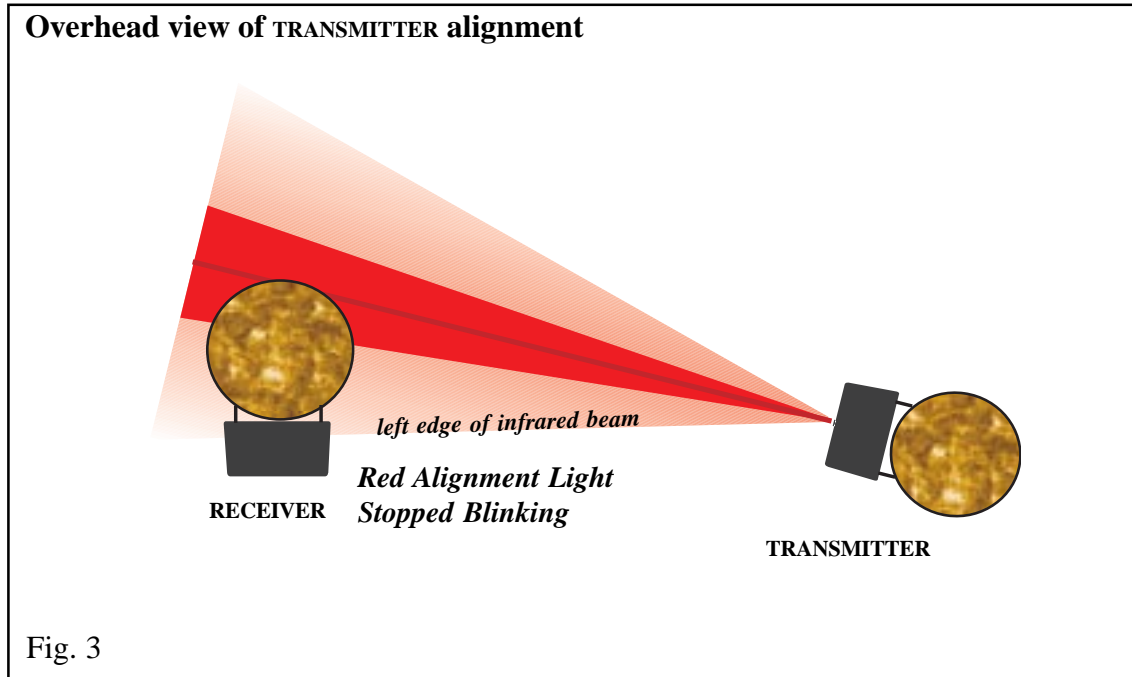 Overhead view of TRANSMITTER alignment
left edge of infrared beam
Red Alignment Light
Stopped Blinking
RECEIVER
TRANSMITTER
Fig. 3